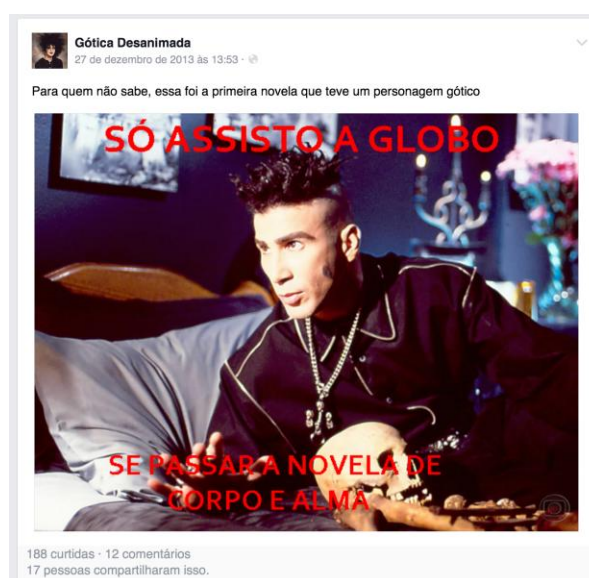 Gótica Desanimada
27 de dezembro de 2013 às 13:53 ·
Para quem não sabe, essa foi a primeira novela que teve um personagem gótico
SÓ ASSISTO A GLOBO
SE PASSAR A NOVELA DE
CORPO E ALMA
188 curtidas · 12 comentários
17 pessoas compartilharam isso.